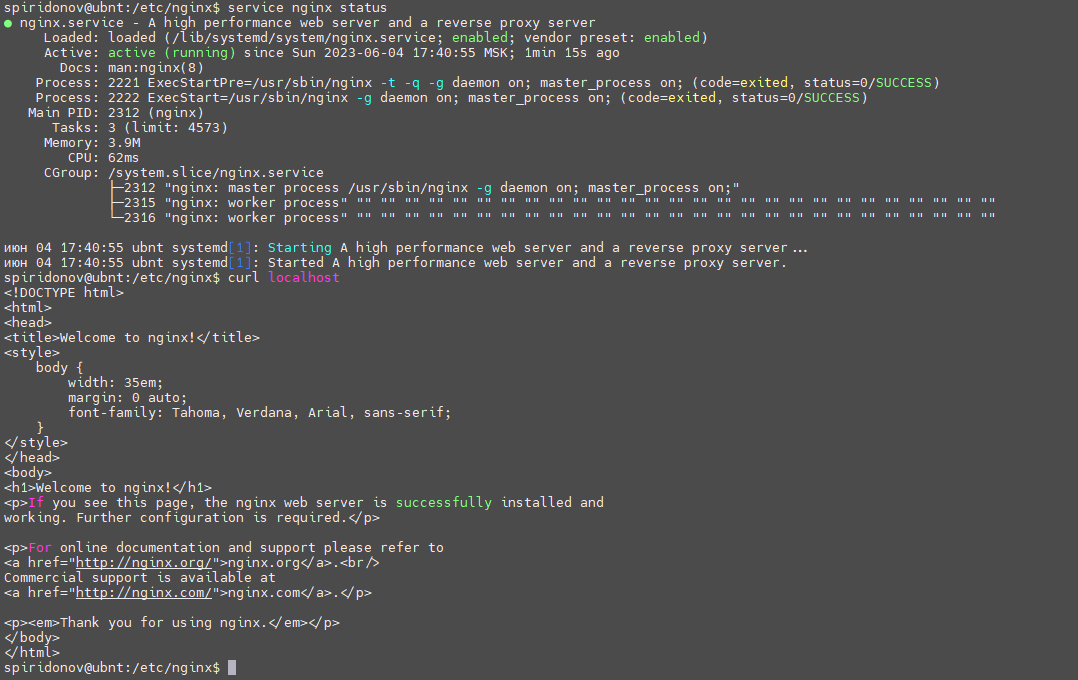 spiridonov@ubnt:/etc/nginx$ service nginx status
● nginx.service - A high performance web server and a reverse proxy server
     Loaded: loaded (/lib/systemd/system/nginx.service; enabled; vendor preset: enabled)
     Active: active (running) since Sun 2023-06-04 17:40:55 MSK; 1min 15s ago
       Docs: man:nginx(8)
    Process: 2221 ExecStartPre=/usr/sbin/nginx -t -q -g daemon on; master_process on; (code=exited, status=0/SUCCESS)
    Process: 2222 ExecStart=/usr/sbin/nginx -g daemon on; master_process on; (code=exited, status=0/SUCCESS)
   Main PID: 2312 (nginx)
      Tasks: 3 (limit: 4573)
     Memory: 3.9M
        CPU: 62ms
     CGroup: /system.slice/nginx.service
             ├─2312 "nginx: master process /usr/sbin/nginx -g daemon on; master_process on;"
             ├─2315 "nginx: worker process" "" "" "" "" "" "" "" "" "" "" "" "" "" "" "" "" "" "" "" "" "" "" "" "" "" "" ""
             └─2316 "nginx: worker process" "" "" "" "" "" "" "" "" "" "" "" "" "" "" "" "" "" "" "" "" "" "" "" "" "" "" ""

июн 04 17:40:55 ubnt systemd[1]: Starting A high performance web server and a reverse proxy server...
июн 04 17:40:55 ubnt systemd[1]: Started A high performance web server and a reverse proxy server.
spiridonov@ubnt:/etc/nginx$ curl localhost
<!DOCTYPE html>
<html>
<head>
<title>Welcome to nginx!</title>
<style>
    body {
        width: 35em;
        margin: 0 auto;
        font-family: Tahoma, Verdana, Arial, sans-serif;
    }
</style>
</head>
<body>
<h1>Welcome to nginx!</h1>
<p>If you see this page, the nginx web server is successfully installed and
working. Further configuration is required.</p>

<p>For online documentation and support please refer to
<a href="http://nginx.org/">nginx.org</a>.<br/>
Commercial support is available at
<a href="http://nginx.com/">nginx.com</a>.</p>

<p><em>Thank you for using nginx.</em></p>
</body>
</html>
spiridonov@ubnt:/etc/nginx$